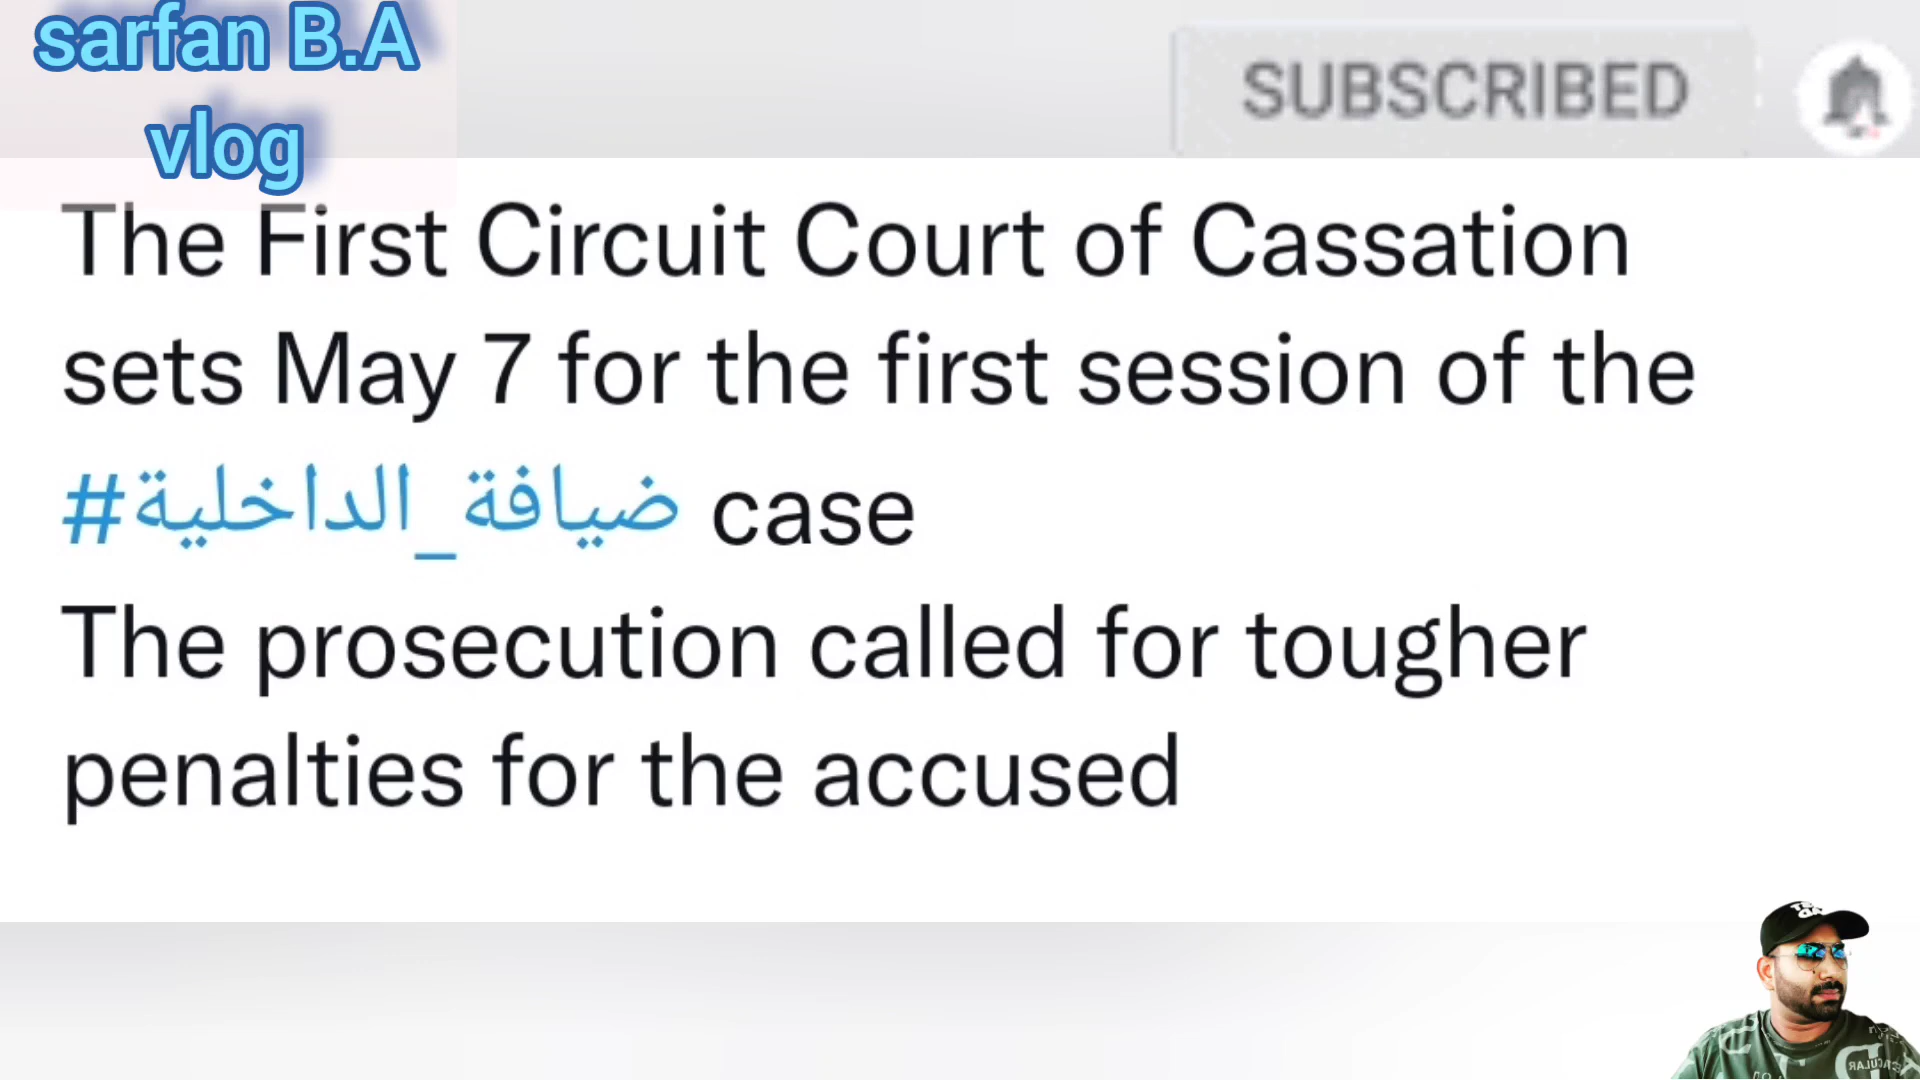 sarfan B.A
vlog
SUBSCRIBED
The First Circuit Court of Cassation
sets May 7 for the first session of the
#ضيافة_الداخلية case
The prosecution called for tougher
penalties for the accused